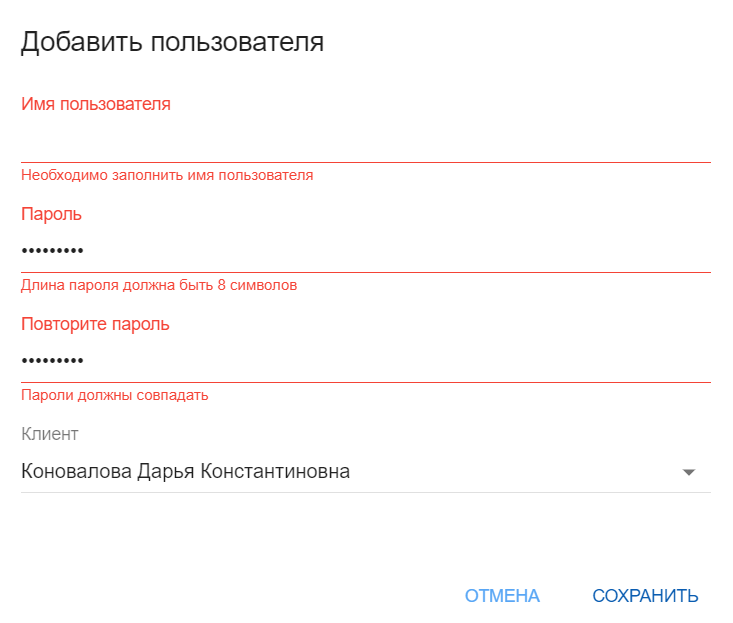 Добавить пользователя
Имя пользователя
Необходимо заполнить имя пользователя
Пароль
•••••••••
Длина пароля должна быть 8 символов
Повторите пароль
•••••••••
Пароли должны совпадать
Клиент
Коновалова Дарья Константиновна
ОТМЕНА СОХРАНИТЬ